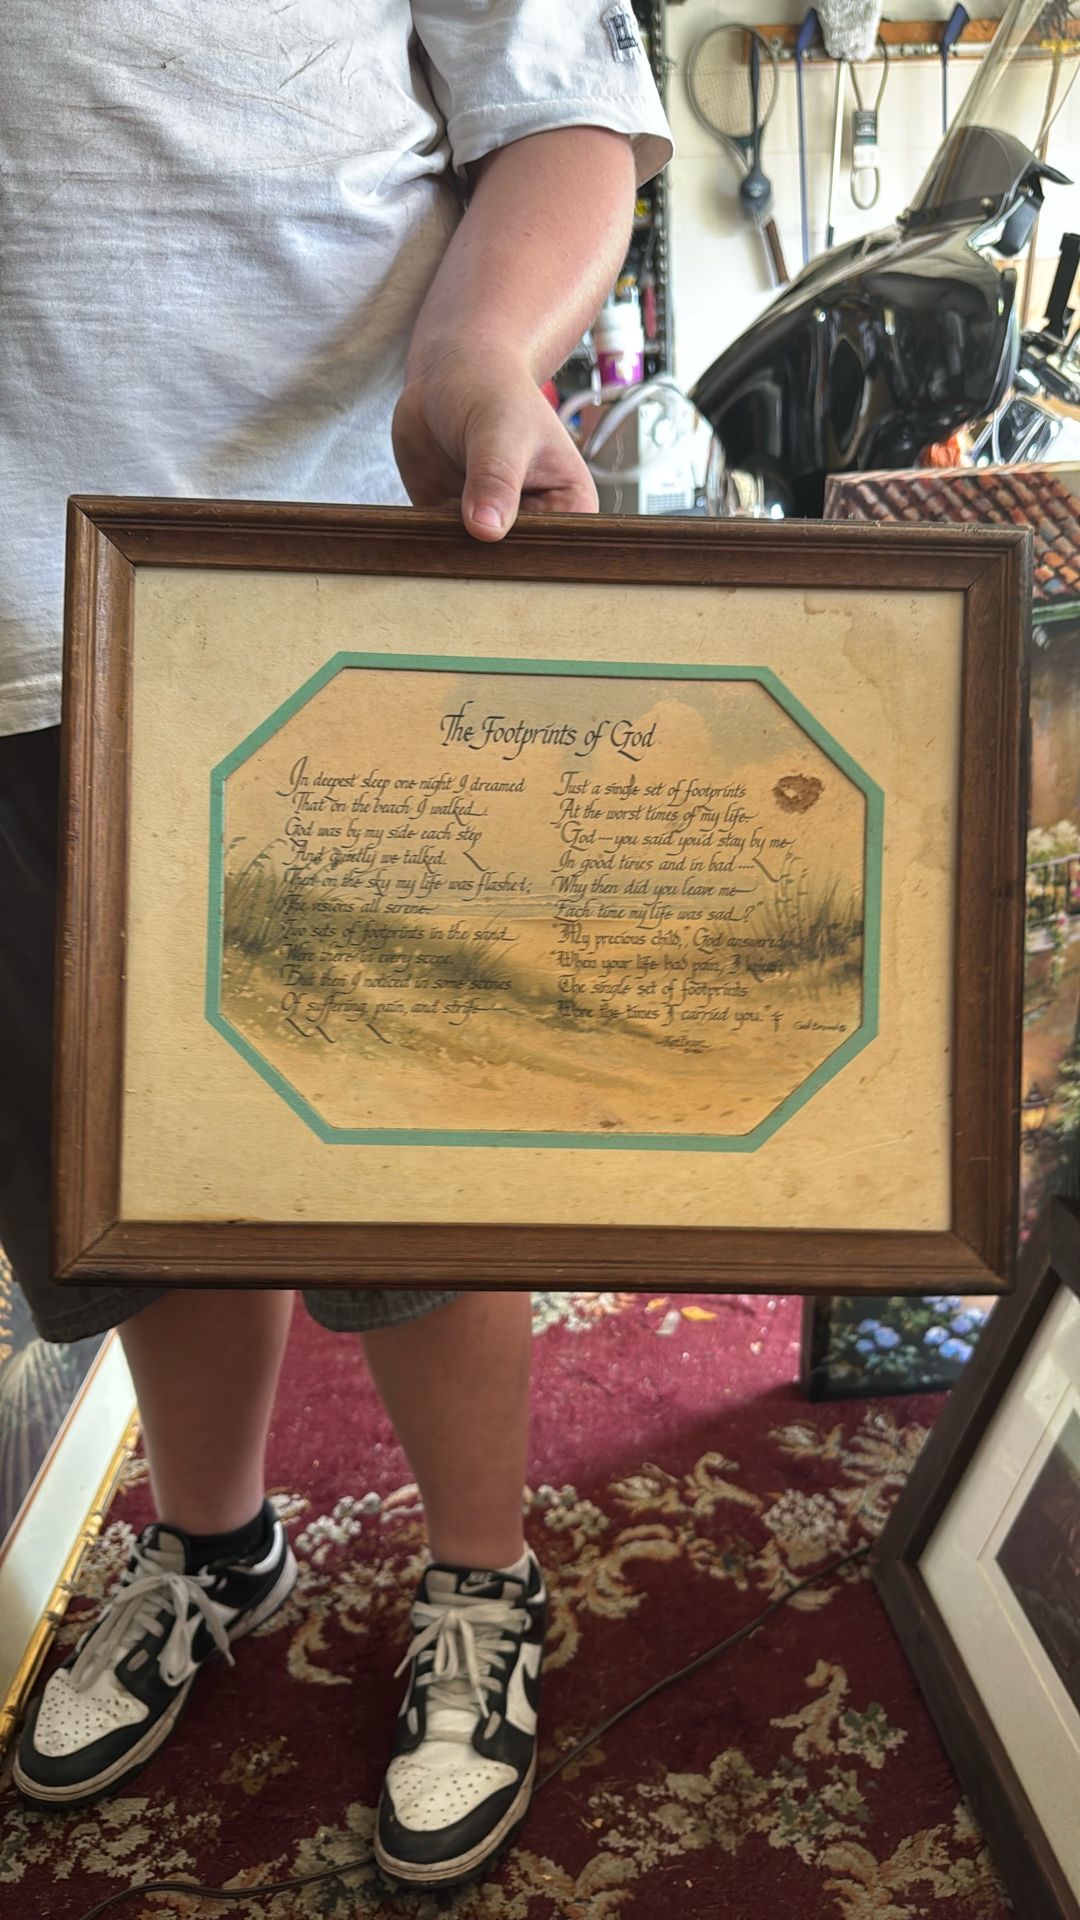 The Footprints of God
In deepest sleep one night I dreamed
That on the beach I walked
God was by my side each step
And gently we talked.
Then on the sky my life was flashed;
The visions all serene
Two sets of footprints in the sand
Were there in every scene.
But then I noticed in some scenes
Of suffering, pain, and strife—
Just a single set of footprints
At the worst times of my life.
"God—you said you'd stay by me
In good times and in bad ....
Why then did you leave me
Each time my life was sad?"
"My precious child," God answered
"When your life had pain, I knew
The single set of footprints
Were the times I carried you."
NIKE